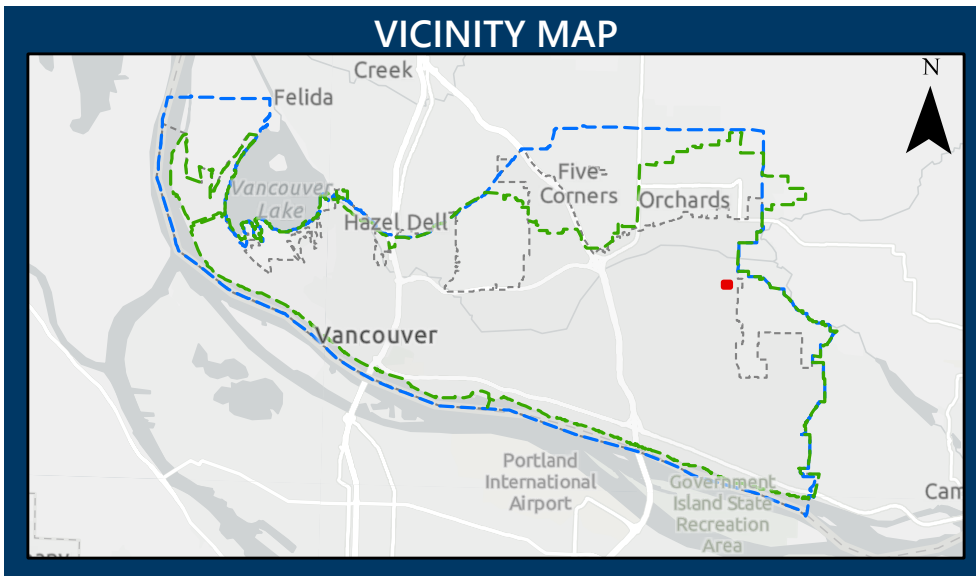 VICINITY MAP
N
Creek
Felida
Five
Corners
Vancouver
Lake
Orchards
Hazel Dell
Vancouver
Portland
International
Airport
Government
Island State
Recreation
Area
Cam